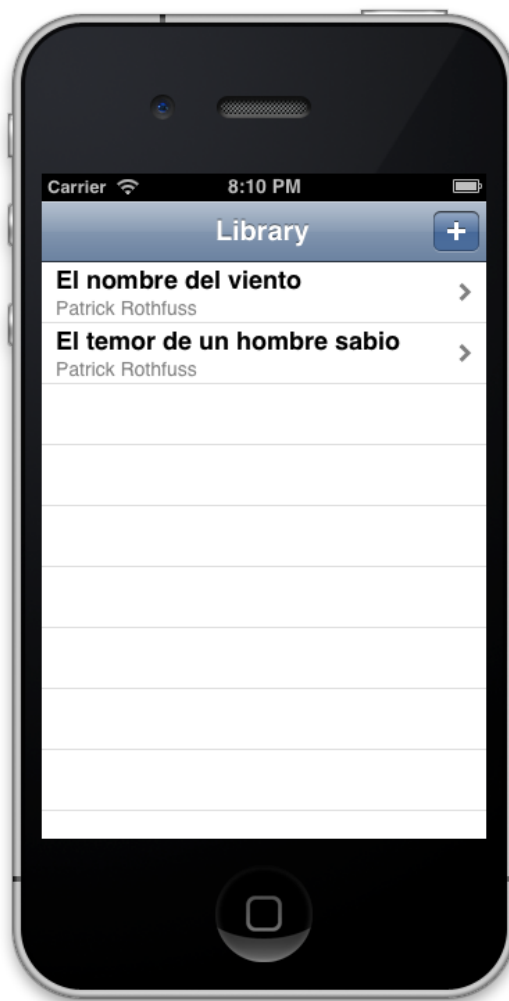 Carrier 8:10 PM
Library +
El nombre del viento
Patrick Rothfuss
El temor de un hombre sabio
Patrick Rothfuss